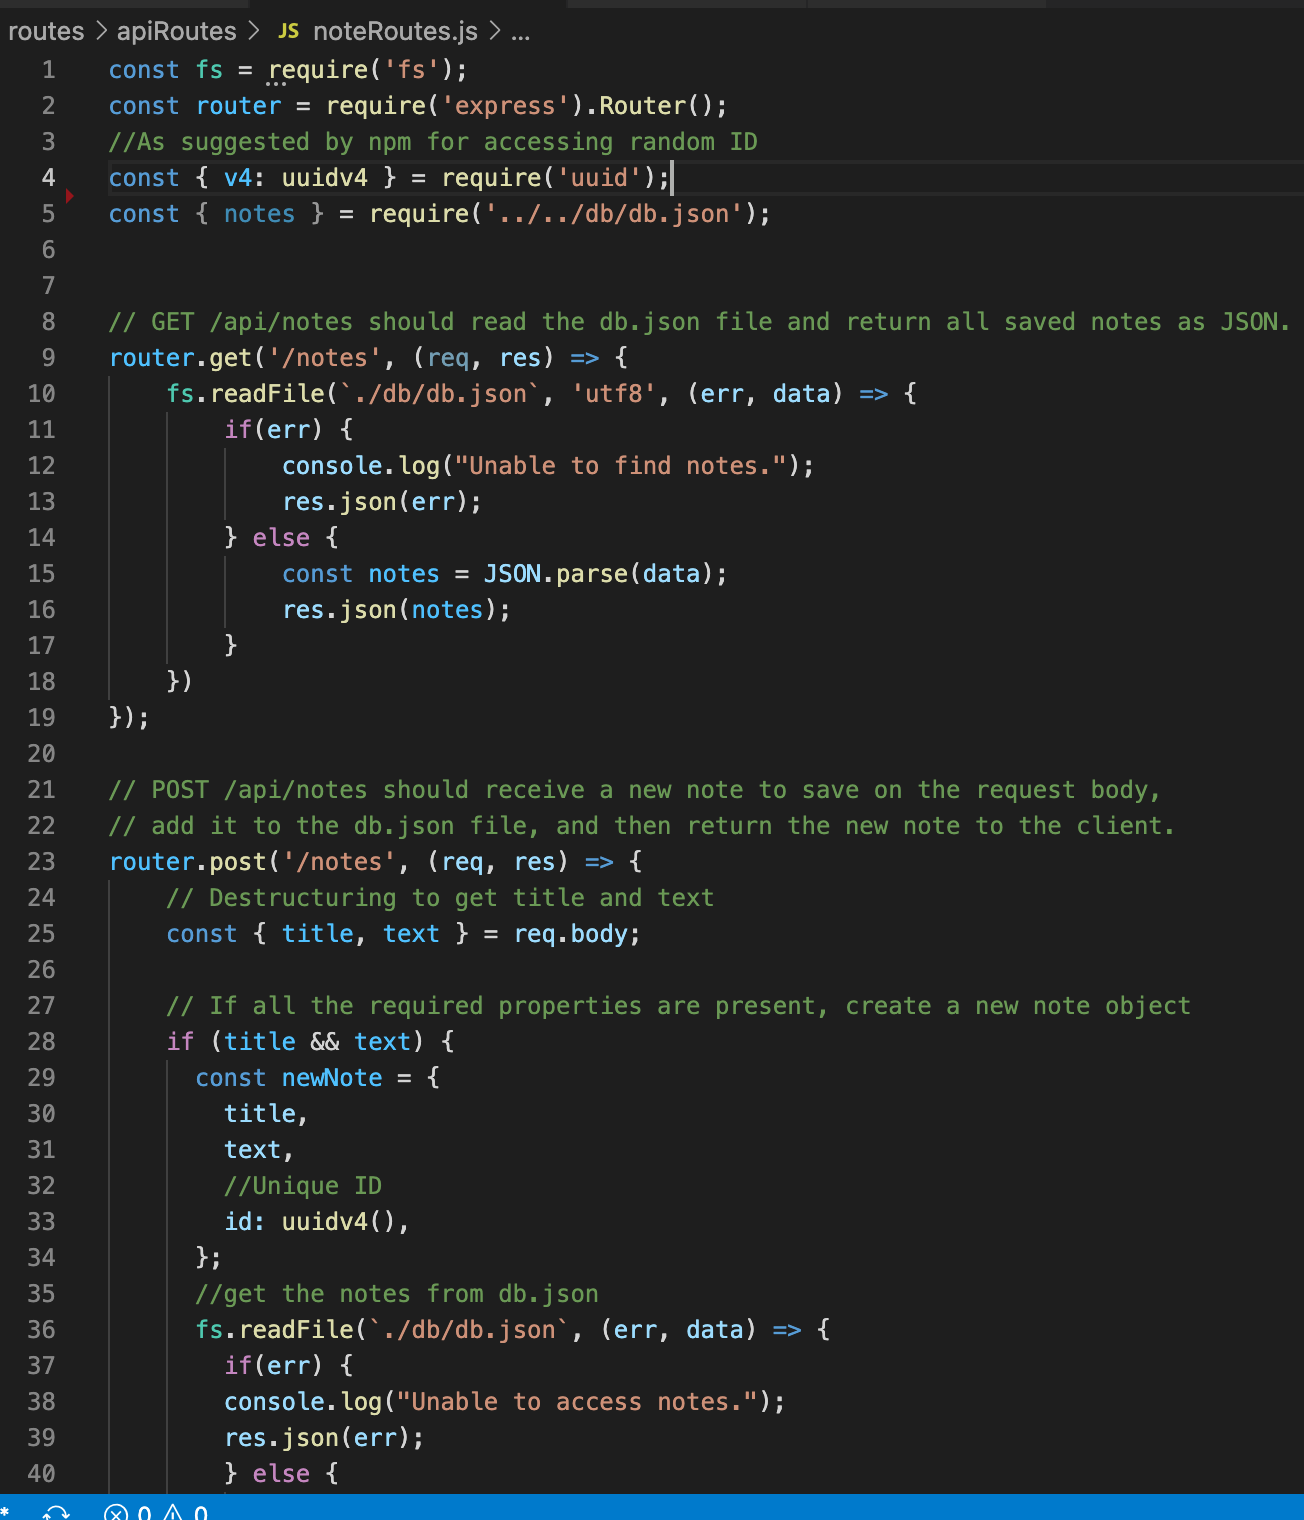 routes > apiRoutes > JS noteRoutes.js > ...
1 const fs = require('fs');
2 const router = require('express').Router();
3 //As suggested by npm for accessing random ID
4 const { v4: uuidv4 } = require('uuid');
5 const { notes } = require('../../db/db.json');
6
7
8 // GET /api/notes should read the db.json file and return all saved notes as JSON.
9 router.get('/notes', (req, res) => {
10     fs.readFile(`./db/db.json`, 'utf8', (err, data) => {
11         if(err) {
12             console.log("Unable to find notes.");
13             res.json(err);
14         } else {
15             const notes = JSON.parse(data);
16             res.json(notes);
17         }
18     })
19 });
20
21 // POST /api/notes should receive a new note to save on the request body,
22 // add it to the db.json file, and then return the new note to the client.
23 router.post('/notes', (req, res) => {
24     // Destructuring to get title and text
25     const { title, text } = req.body;
26
27     // If all the required properties are present, create a new note object
28     if (title && text) {
29       const newNote = {
30         title,
31         text,
32         //Unique ID
33         id: uuidv4(),
34       };
35       //get the notes from db.json
36       fs.readFile(`./db/db.json`, (err, data) => {
37         if(err) {
38         console.log("Unable to access notes.");
39         res.json(err);
40         } else {
* 0 0